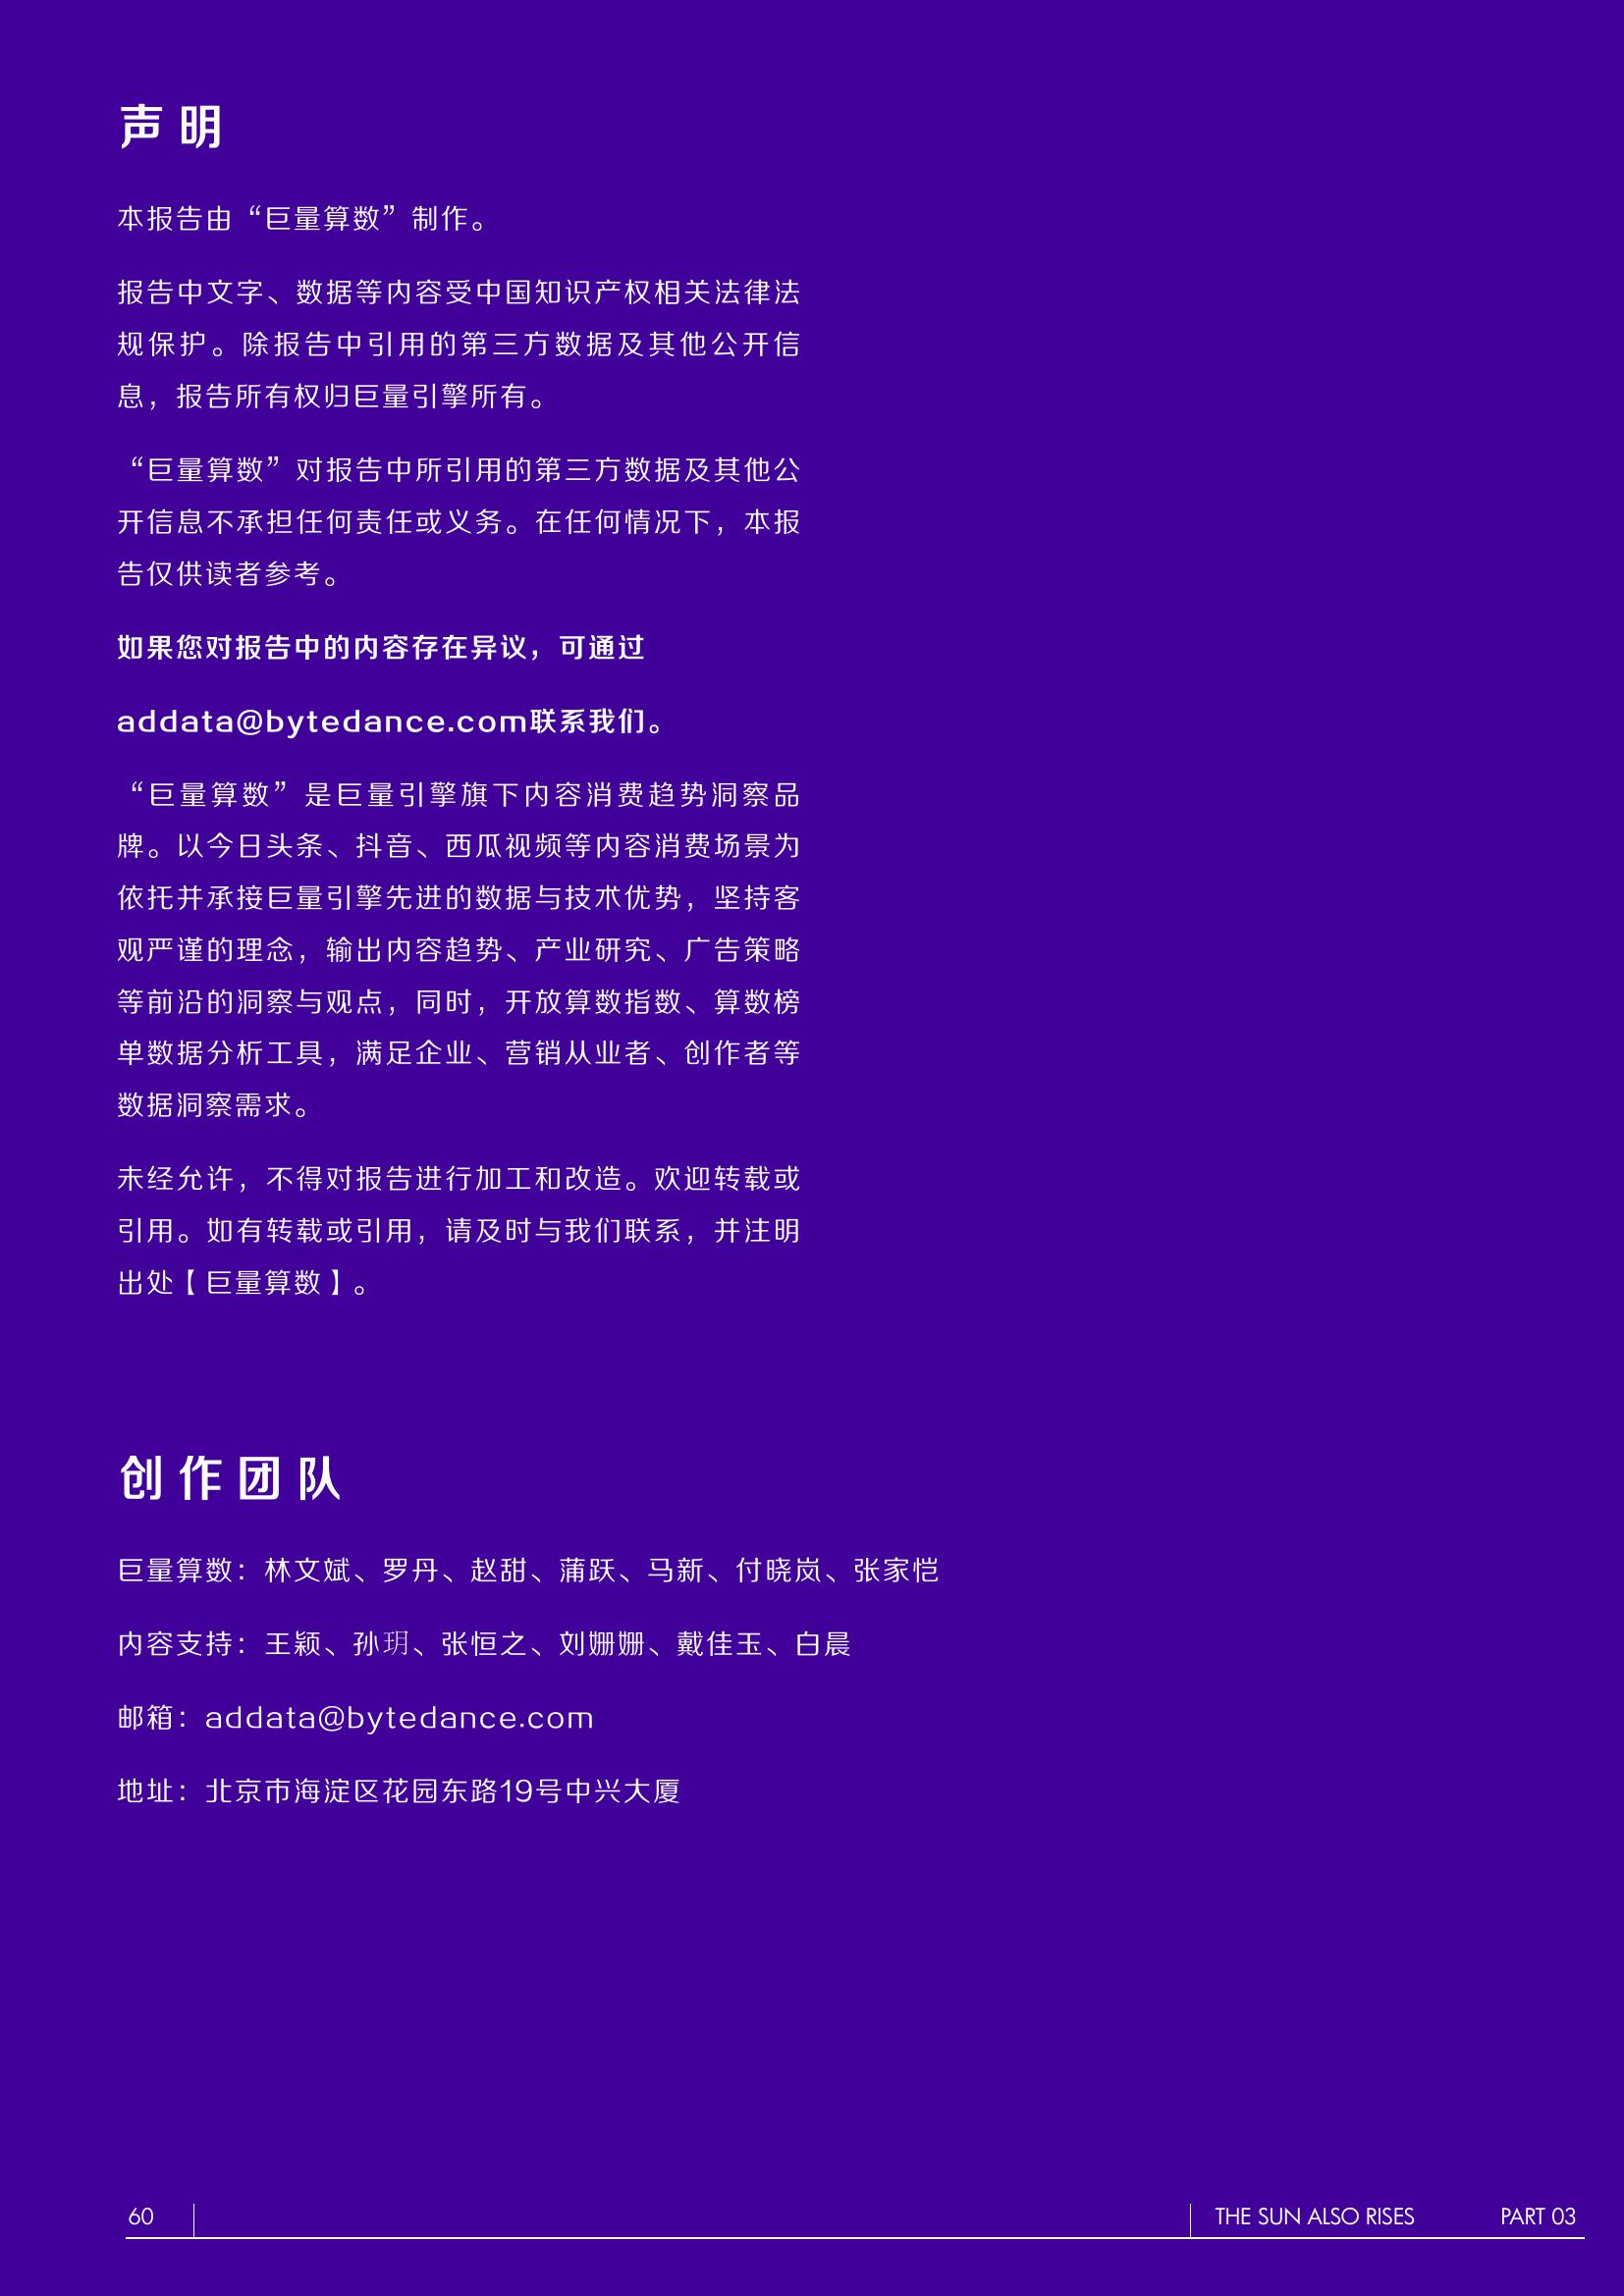 声明
本报告由“巨量算数”制作。
报告中文字、数据等内容受中国知识产权相关法律法
规保护。除报告中引用的第三方数据及其他公开信
息，报告所有权归巨量引擎所有。
“巨量算数”对报告中所引用的第三方数据及其他公
开信息不承担任何责任或义务。在任何情况下，本报
告仅供读者参考。
如果您对报告中的内容存在异议，可通过
addata@bytedance.com联系我们。
“巨量算数”是巨量引擎旗下内容消费趋势洞察品
牌。以今日头条、抖音、西瓜视频等内容消费场景为
依托并承接巨量引擎先进的数据与技术优势，坚持客
观严谨的理念，输出内容趋势、产业研究、广告策略
等前沿的洞察与观点，同时，开放算数指数、算数榜
单数据分析工具，满足企业、营销从业者、创作者等
数据洞察需求。
未经允许，不得对报告进行加工和改造。欢迎转载或
引用。如有转载或引用，请及时与我们联系，并注明
出处【巨量算数】。
创作团队
巨量算数：林文斌、罗丹、赵甜、蒲跃、马新、付晓岚、张家恺
内容支持：王颖、孙玥、张恒之、刘姗姗、戴佳玉、白晨
邮箱：addata@bytedance.com
地址：北京市海淀区花园东路19号中兴大厦
60
THE SUN ALSO RISES
PART 03